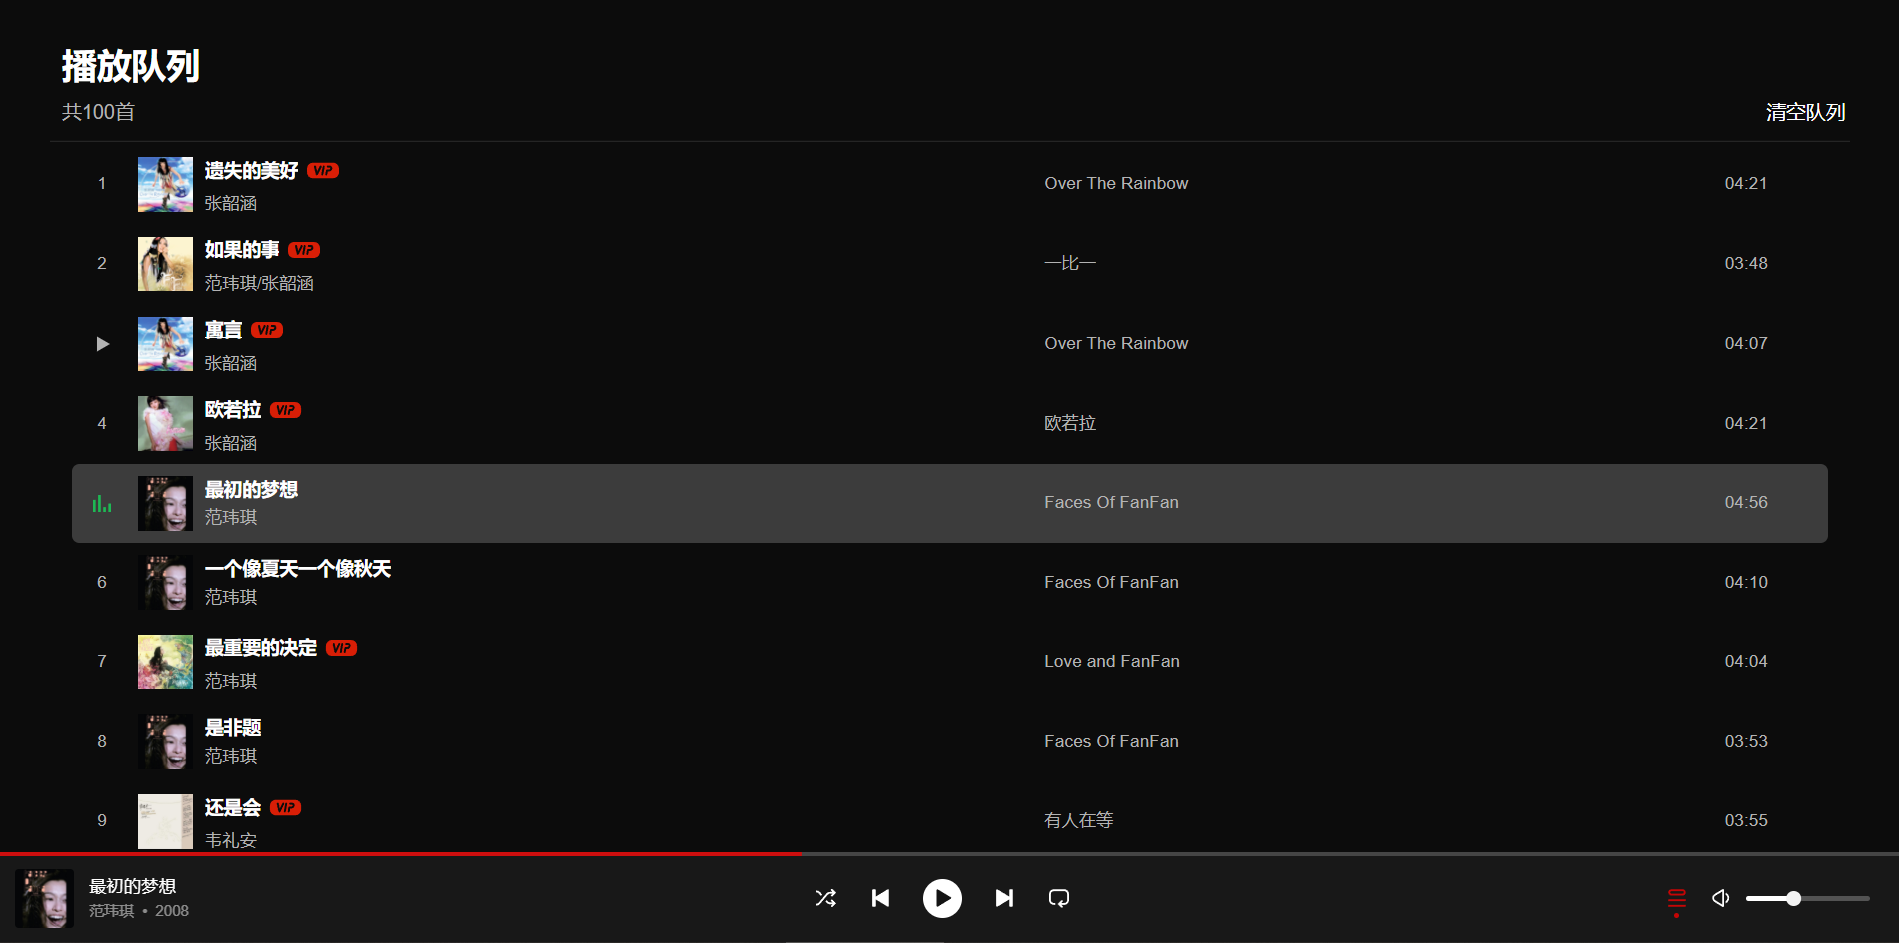 播放队列
共100首
清空队列
1 遗失的美好 VIP Over The Rainbow 04:21
张韶涵
2 如果的事 VIP 一比一 03:48
范玮琪/张韶涵
寓言 VIP Over The Rainbow 04:07
张韶涵
4 欧若拉 VIP 欧若拉 04:21
张韶涵
最初的梦想 Faces Of FanFan 04:56
范玮琪
6 一个像夏天一个像秋天 Faces Of FanFan 04:10
范玮琪
7 最重要的决定 VIP Love and FanFan 04:04
范玮琪
8 是非题 Faces Of FanFan 03:53
范玮琪
9 还是会 VIP 有人在等 03:55
韦礼安
最初的梦想
范玮琪 • 2008